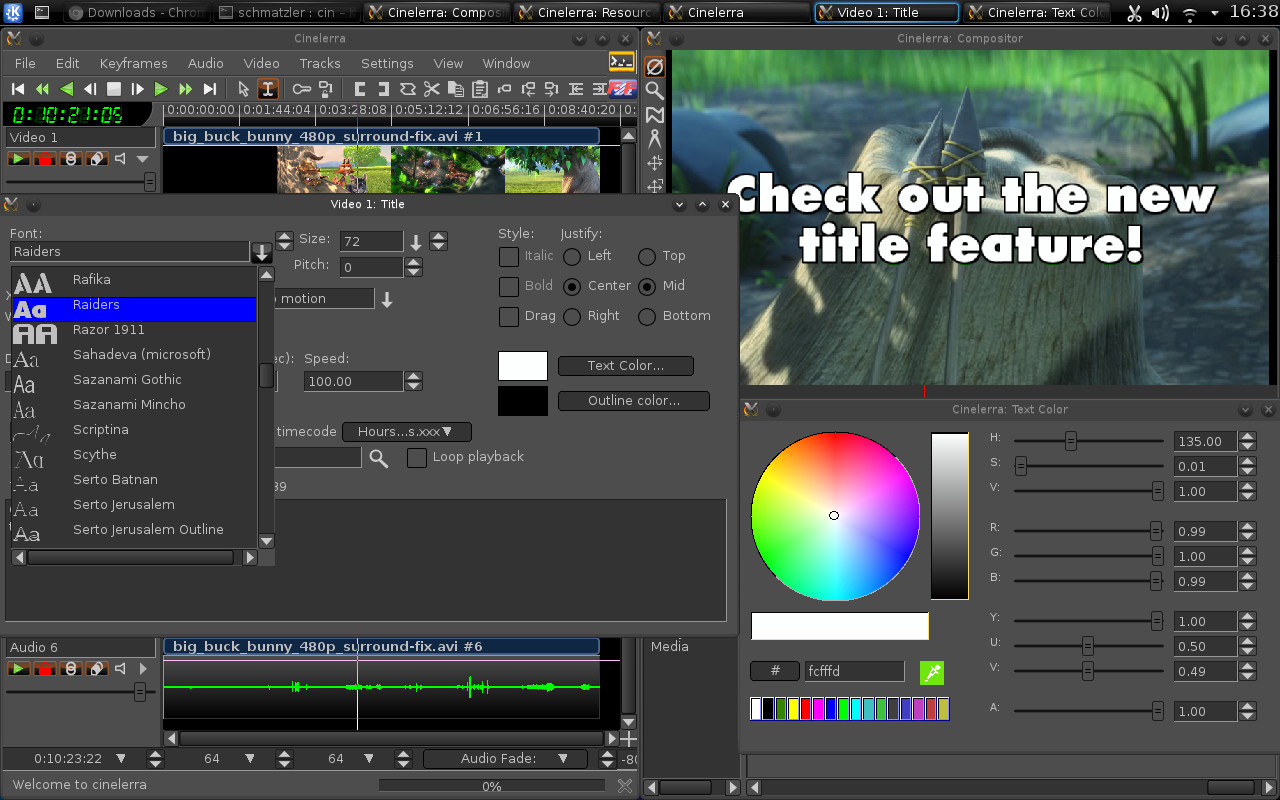 Downloads - Chron
schmatzler : cin -
Cinelerra: Compos
Cinelerra: Resourc
Cinelerra
Video 1: Title
Cinelerra: Text Colo
16:38
Cinelerra
File Edit Keyframes Audio Video Tracks Settings View Window
0:10:21:05
0:00:00:00 0:01:44:04 0:03:28:08 0:05:12:12 0:06:56:16 0:08:40:20 0:
Video 1
big_buck_bunny_480p_surround-fix.avi #1
Cinelerra: Compositor
Check out the new
title feature!
Video 1: Title
Font:
Raiders
Size: 72
Pitch: 0
motion
Style: Justify:
Italic Left Top
Bold Center Mid
Drag Right Bottom
Rafika
Raiders
Razor 1911
Sahadeva (microsoft)
Sazanami Gothic
Sazanami Mincho
Scriptina
Scythe
Serto Batnan
Serto Jerusalem
Serto Jerusalem Outline
Aa
Aa
AA
Aa
Aa
Aa
Aa
Aa
Aa
Aa
ec): Speed:
100.00
Text Color...
Outline color...
timecode Hours...s.xxx
Loop playback
39
Cinelerra: Text Color
H: 135.00
S: 0.01
V: 1.00
R: 0.99
G: 1.00
B: 0.99
Y: 1.00
U: 0.50
V: 0.49
A: 1.00
# fcfffd
Audio 6
big_buck_bunny_480p_surround-fix.avi #6
Media
0:10:23:22 64 64 Audio Fade: -80
Welcome to cinelerra
0%